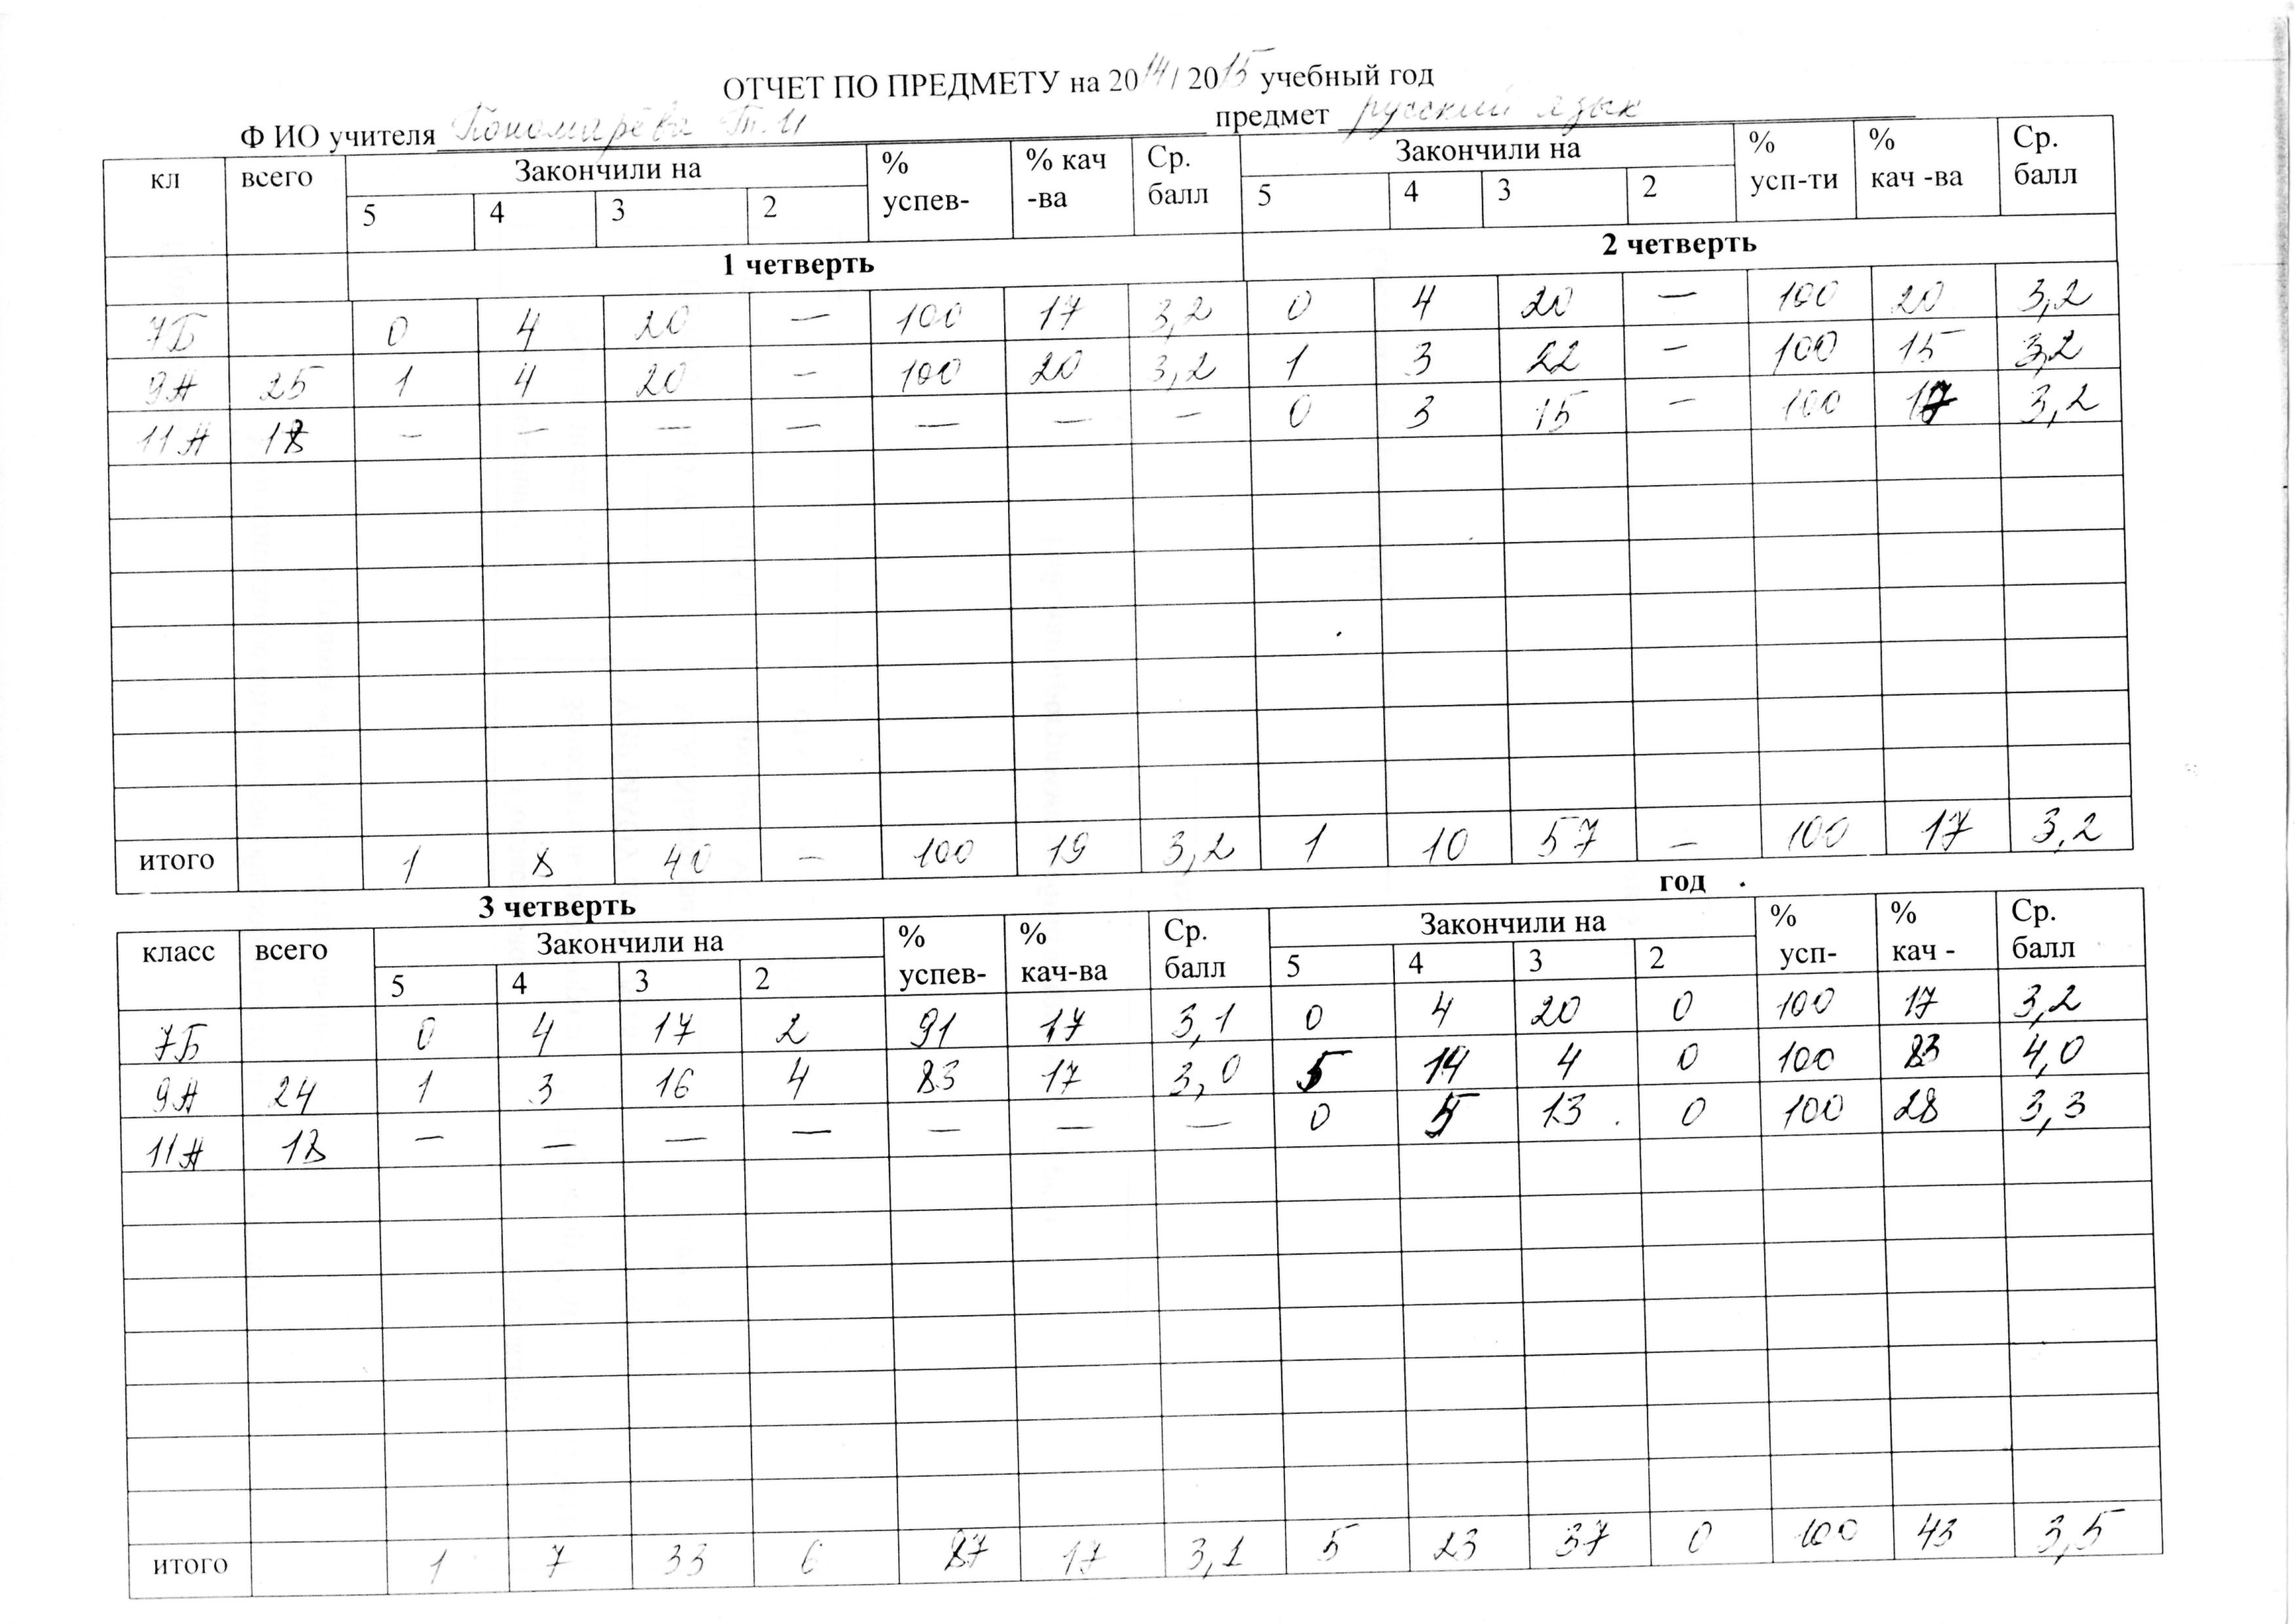 ОТЧЕТ ПО ПРЕДМЕТУ на 2014 / 2015 учебный год
Ф ИО учителя Пономарёва Т.И предмет русский язык
кл всего Закончили на % успев- % кач -ва Ср. балл Закончили на % усп-ти % кач -ва Ср. балл
5 4 3 2 5 4 3 2
1 четверть 2 четверть
7Б 0 4 20 — 100 17 3,2 0 4 20 — 100 20 3,2
9А 25 1 4 20 — 100 20 3,2 1 3 22 — 100 15 3,2
11А 18 — — — — — — — 0 3 15 — 100 17 3,2
итого 1 8 40 — 100 19 3,2 1 10 57 — 100 17 3,2
3 четверть год
класс всего Закончили на % успев- % кач-ва Ср. балл Закончили на % усп- % кач - Ср. балл
5 4 3 2 5 4 3 2
7Б 0 4 17 2 91 17 3,1 0 4 20 0 100 17 3,2
9А 24 1 3 16 4 83 17 3,0 5 14 4 0 100 83 4,0
11А 18 — — — — — — — 0 5 13 0 100 28 3,3
итого 1 7 33 6 87 17 3,1 5 23 37 0 100 43 3,5